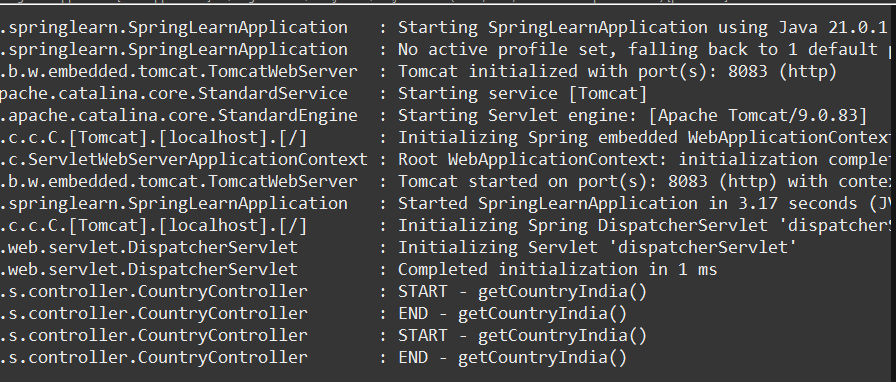 .springlearn.SpringLearnApplication : Starting SpringLearnApplication using Java 21.0.1
.springlearn.SpringLearnApplication : No active profile set, falling back to 1 default
.b.w.embedded.tomcat.TomcatWebServer : Tomcat initialized with port(s): 8083 (http)
pache.catalina.core.StandardService : Starting service [Tomcat]
.apache.catalina.core.StandardEngine : Starting Servlet engine: [Apache Tomcat/9.0.83]
.c.c.C.[Tomcat].[localhost].[/] : Initializing Spring embedded WebApplicationContext
.c.ServletWebServerApplicationContext : Root WebApplicationContext: initialization complet
.b.w.embedded.tomcat.TomcatWebServer : Tomcat started on port(s): 8083 (http) with conte
.springlearn.SpringLearnApplication : Started SpringLearnApplication in 3.17 seconds (JV
.c.c.C.[Tomcat].[localhost].[/] : Initializing Spring DispatcherServlet 'dispatcherS
.web.servlet.DispatcherServlet : Initializing Servlet 'dispatcherServlet'
.web.servlet.DispatcherServlet : Completed initialization in 1 ms
.s.controller.CountryController : START - getCountryIndia()
.s.controller.CountryController : END - getCountryIndia()
.s.controller.CountryController : START - getCountryIndia()
.s.controller.CountryController : END - getCountryIndia()